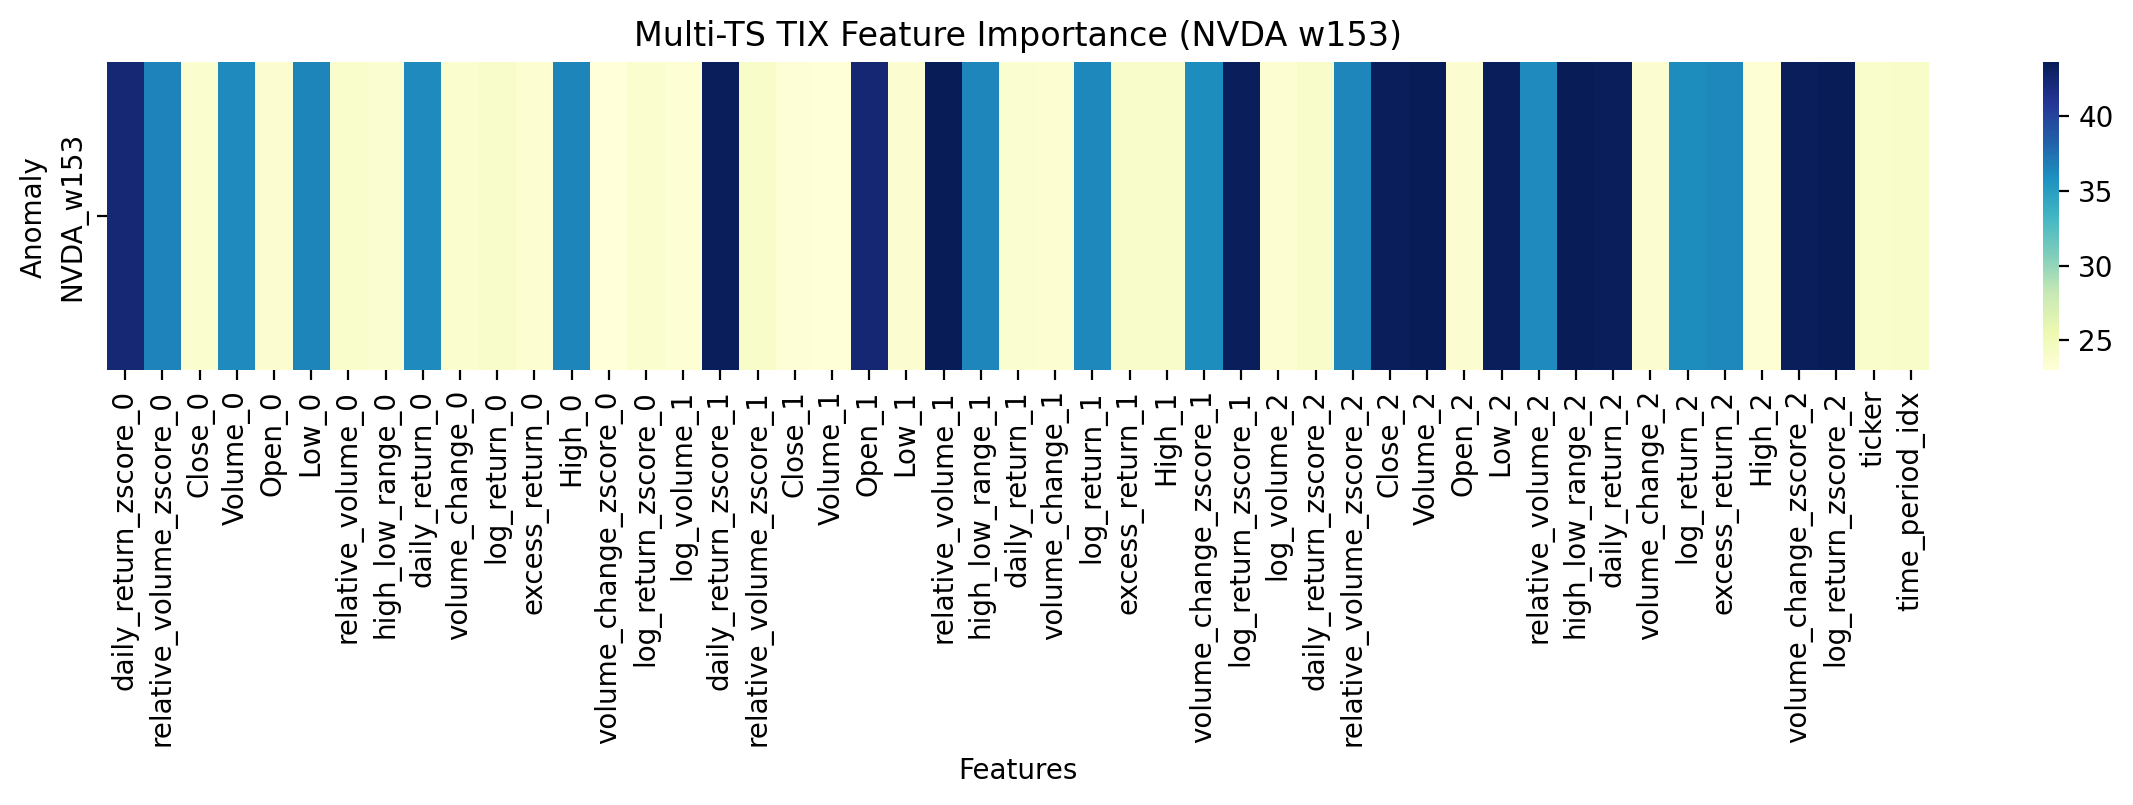 Multi-TS TIX Feature Importance (NVDA w153)
Anomaly
NVDA_w153
40
35
30
25
daily_return_zscore_0
relative_volume_zscore_0
Close_0
Volume_0
Open_0
Low_0
relative_volume_0
high_low_range_0
daily_return_0
volume_change_0
log_return_0
excess_return_0
High_0
volume_change_zscore_0
log_return_zscore_0
log_volume_1
daily_return_zscore_1
relative_volume_zscore_1
Close_1
Volume_1
Open_1
Low_1
relative_volume_1
high_low_range_1
daily_return_1
volume_change_1
log_return_1
excess_return_1
High_1
volume_change_zscore_1
log_return_zscore_1
log_volume_2
daily_return_zscore_2
relative_volume_zscore_2
Close_2
Volume_2
Open_2
Low_2
relative_volume_2
high_low_range_2
daily_return_2
volume_change_2
log_return_2
excess_return_2
High_2
volume_change_zscore_2
log_return_zscore_2
ticker
time_period_idx
Features